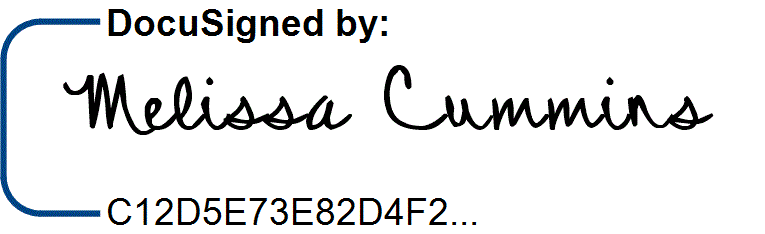 DocuSigned by:
Melissa Cummins
C12D5E73E82D4F2...